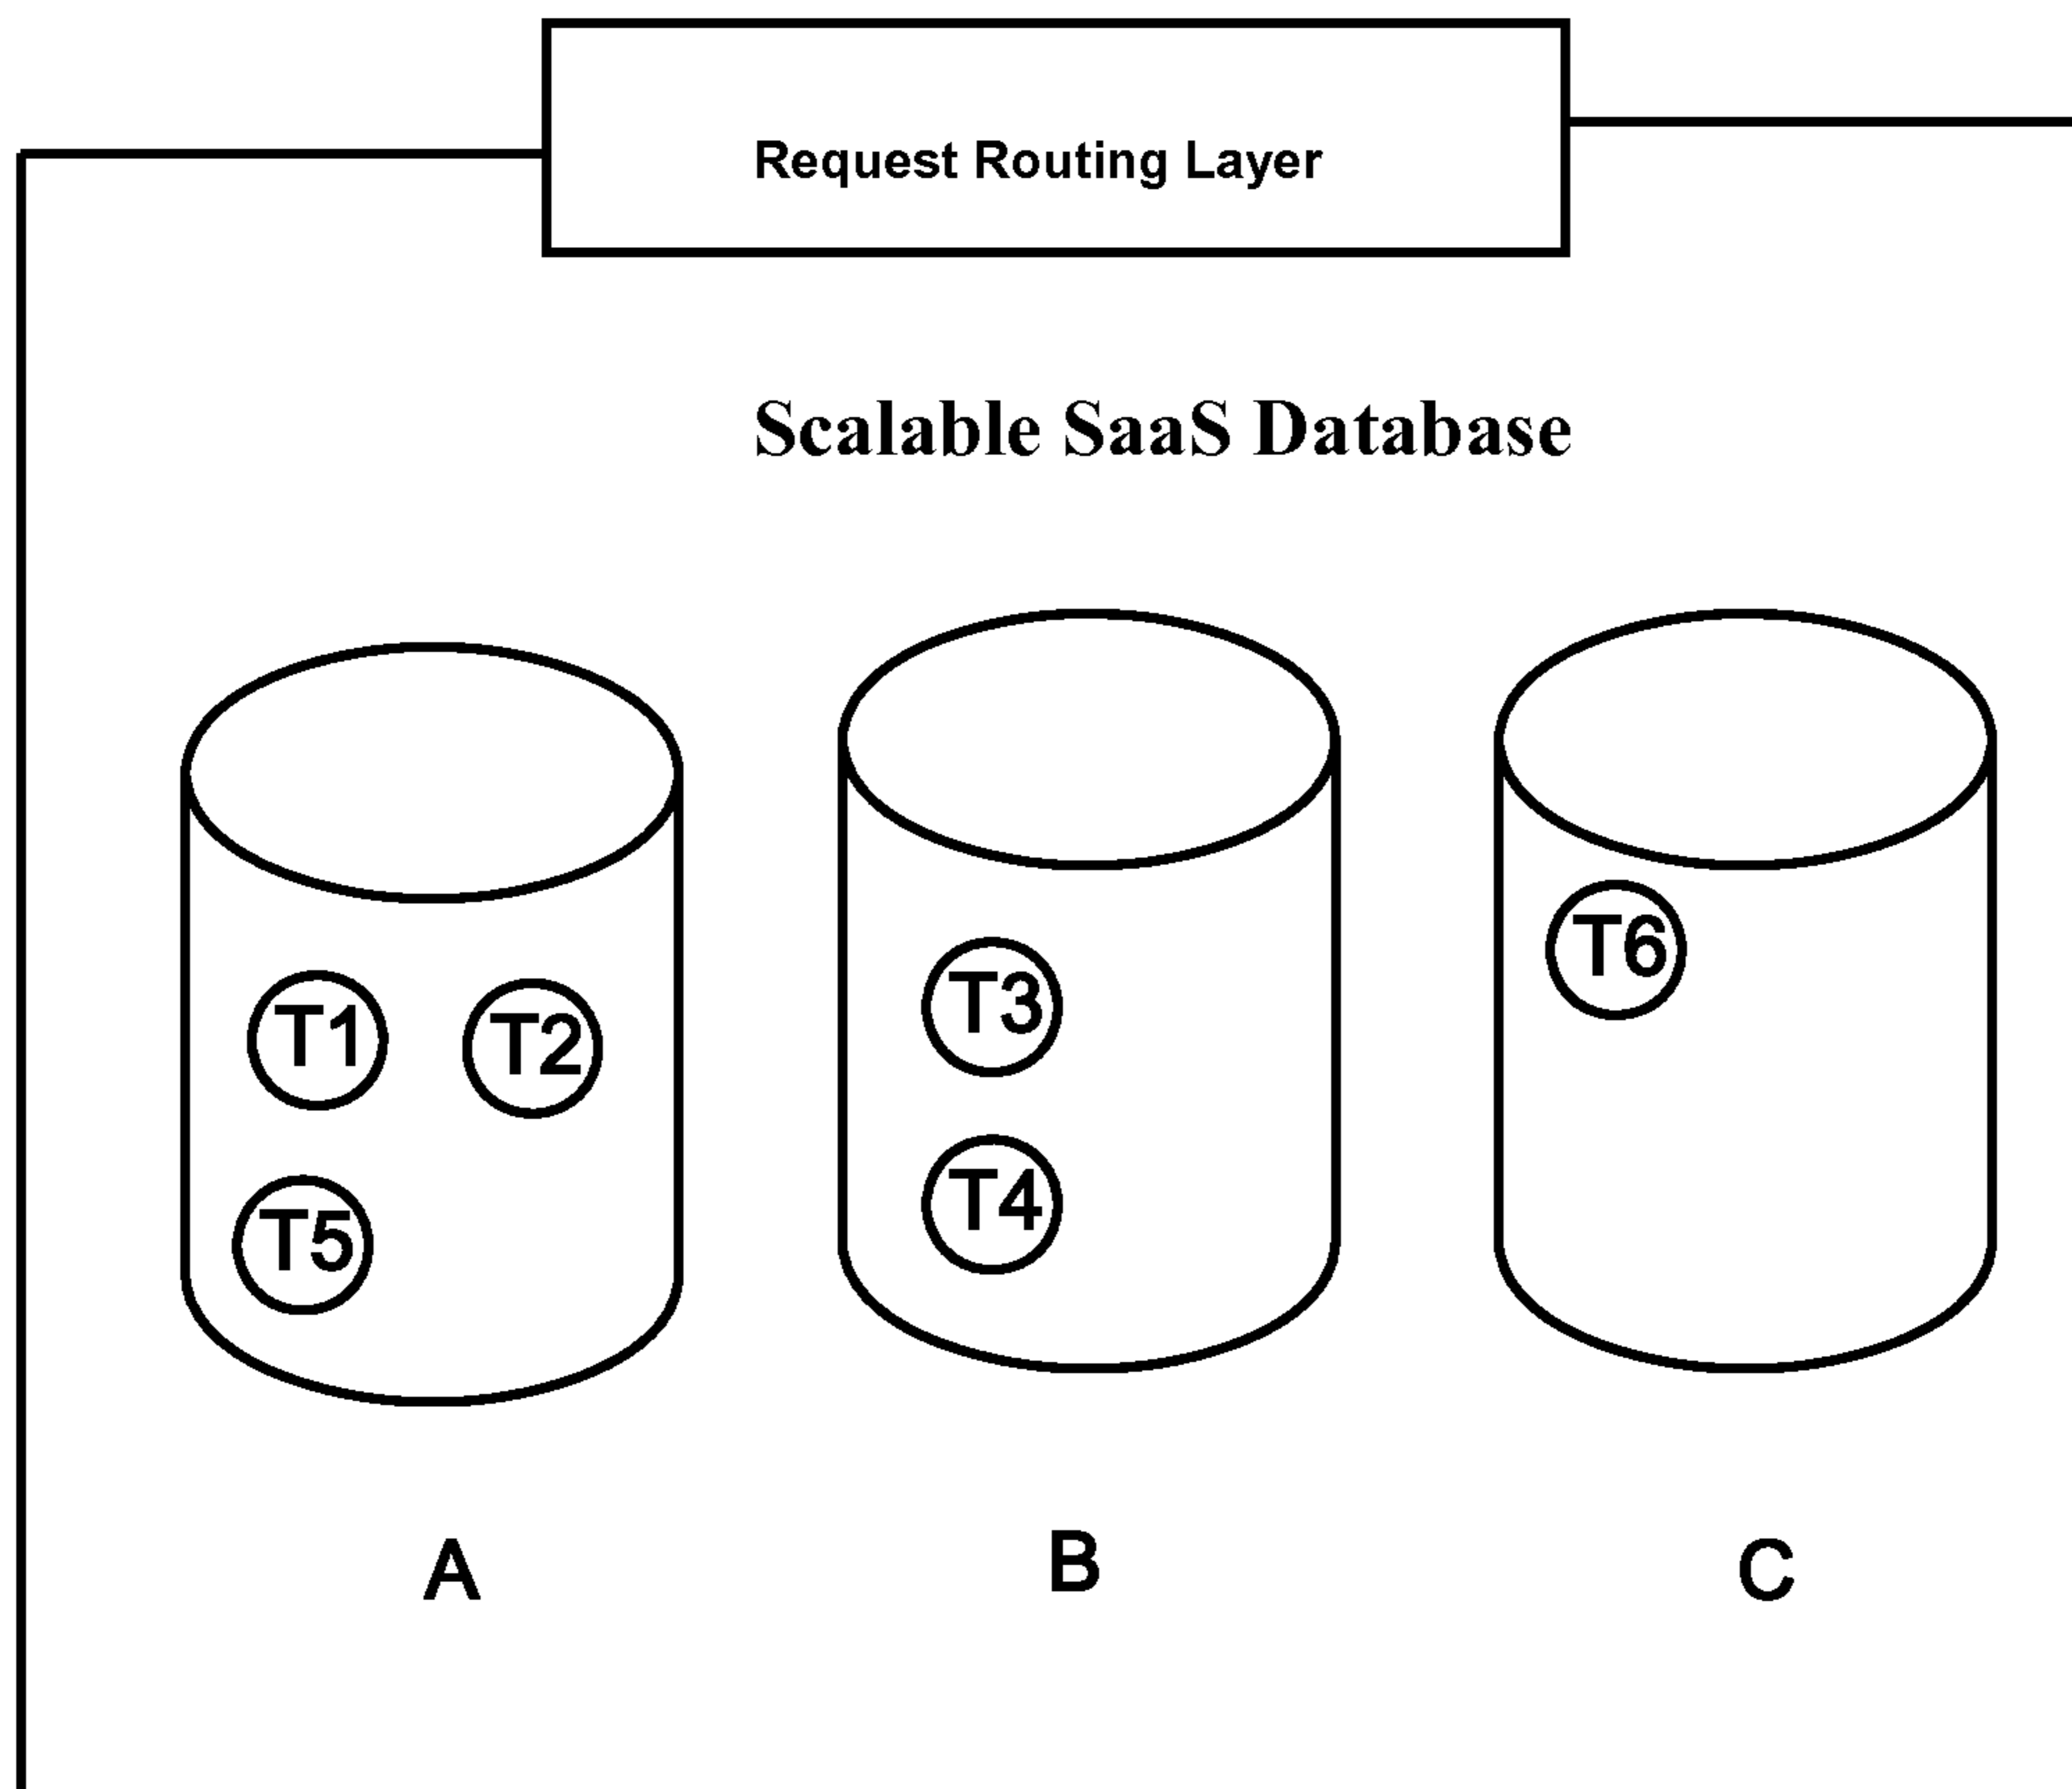 Request Routing Layer
Scalable SaaS Database
T1
T2
T5
T3
T4
T6
A
B
C